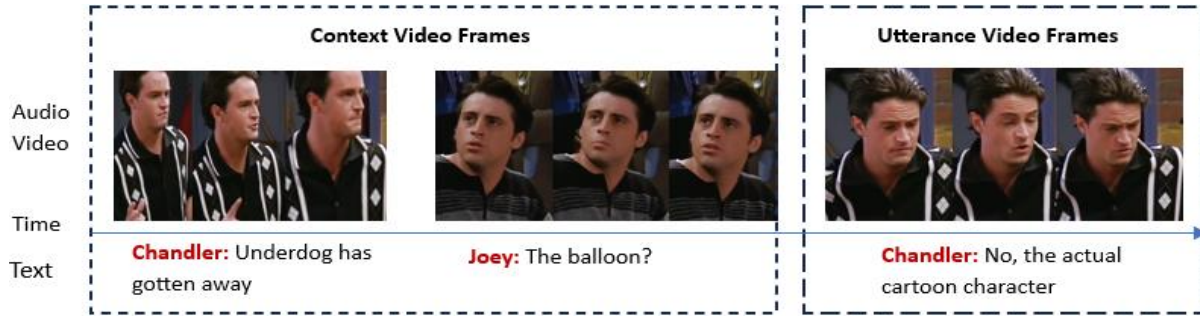 Context Video Frames
Utterance Video Frames
Audio
Video
Time
Text
Chandler: Underdog has
gotten away
Joey: The balloon?
Chandler: No, the actual
cartoon character